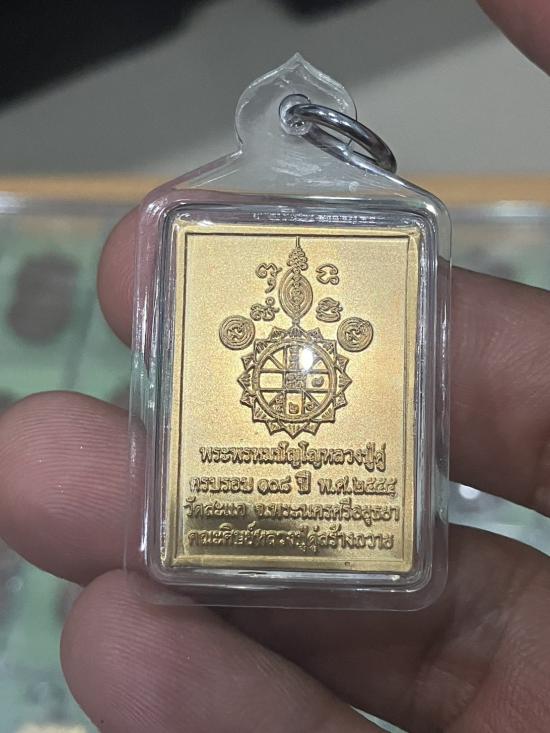 พระพรหมปัญโญหลวงปู่ดู่
ครบรอบ ๑๐๘ ปี พ.ศ.๒๕๕๕
วัดสะแก จ.พระนครศรีอยุธยา
คณะศิษย์หลวงปู่ดู่สร้างถวาย